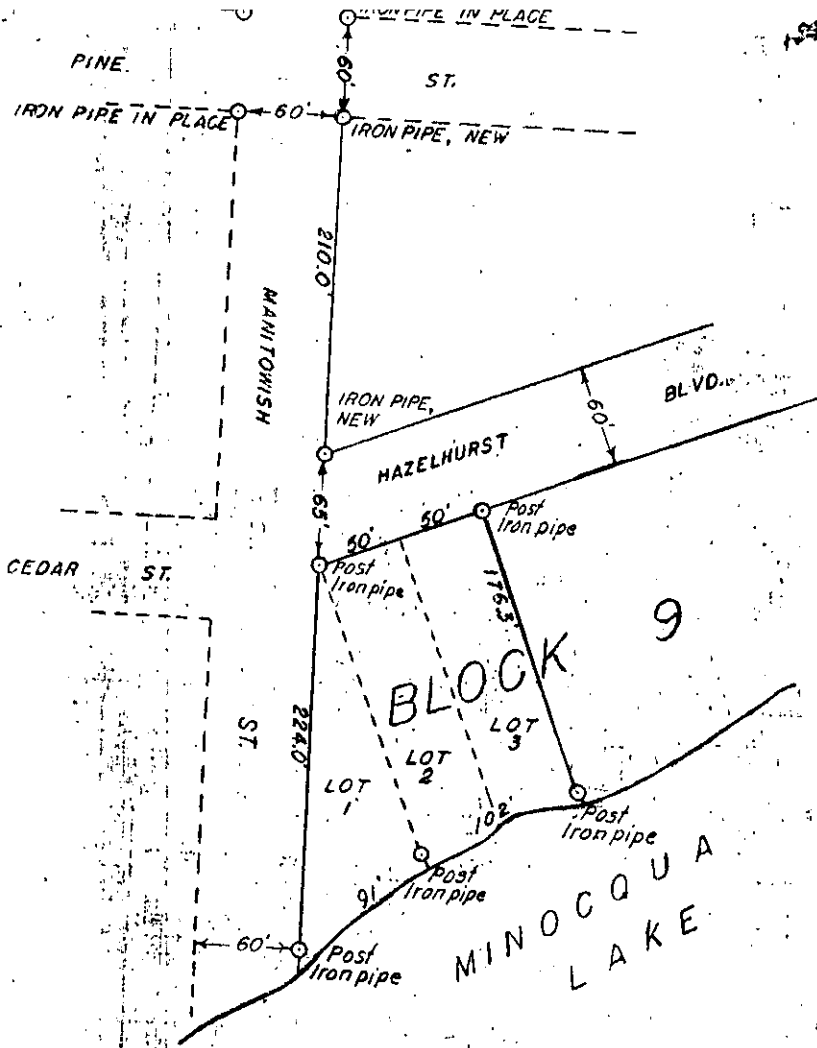 IRON PIPE IN PLACE
PINE
60'
ST.
IRON PIPE IN PLACE
60'
IRON PIPE, NEW
210.0'
MANITOWISH
IRON PIPE,
NEW
HAZELHURST
60'
BLVD.
65'
50'
50'
Post
Iron pipe
CEDAR ST.
Post
Iron pipe
176.3'
BLOCK 9
224.0'
ST.
LOT
1
LOT
2
LOT
3
102'
Post
Iron pipe
91'
Post
Iron pipe
60'
Post
Iron pipe
MINOCQUA
LAKE